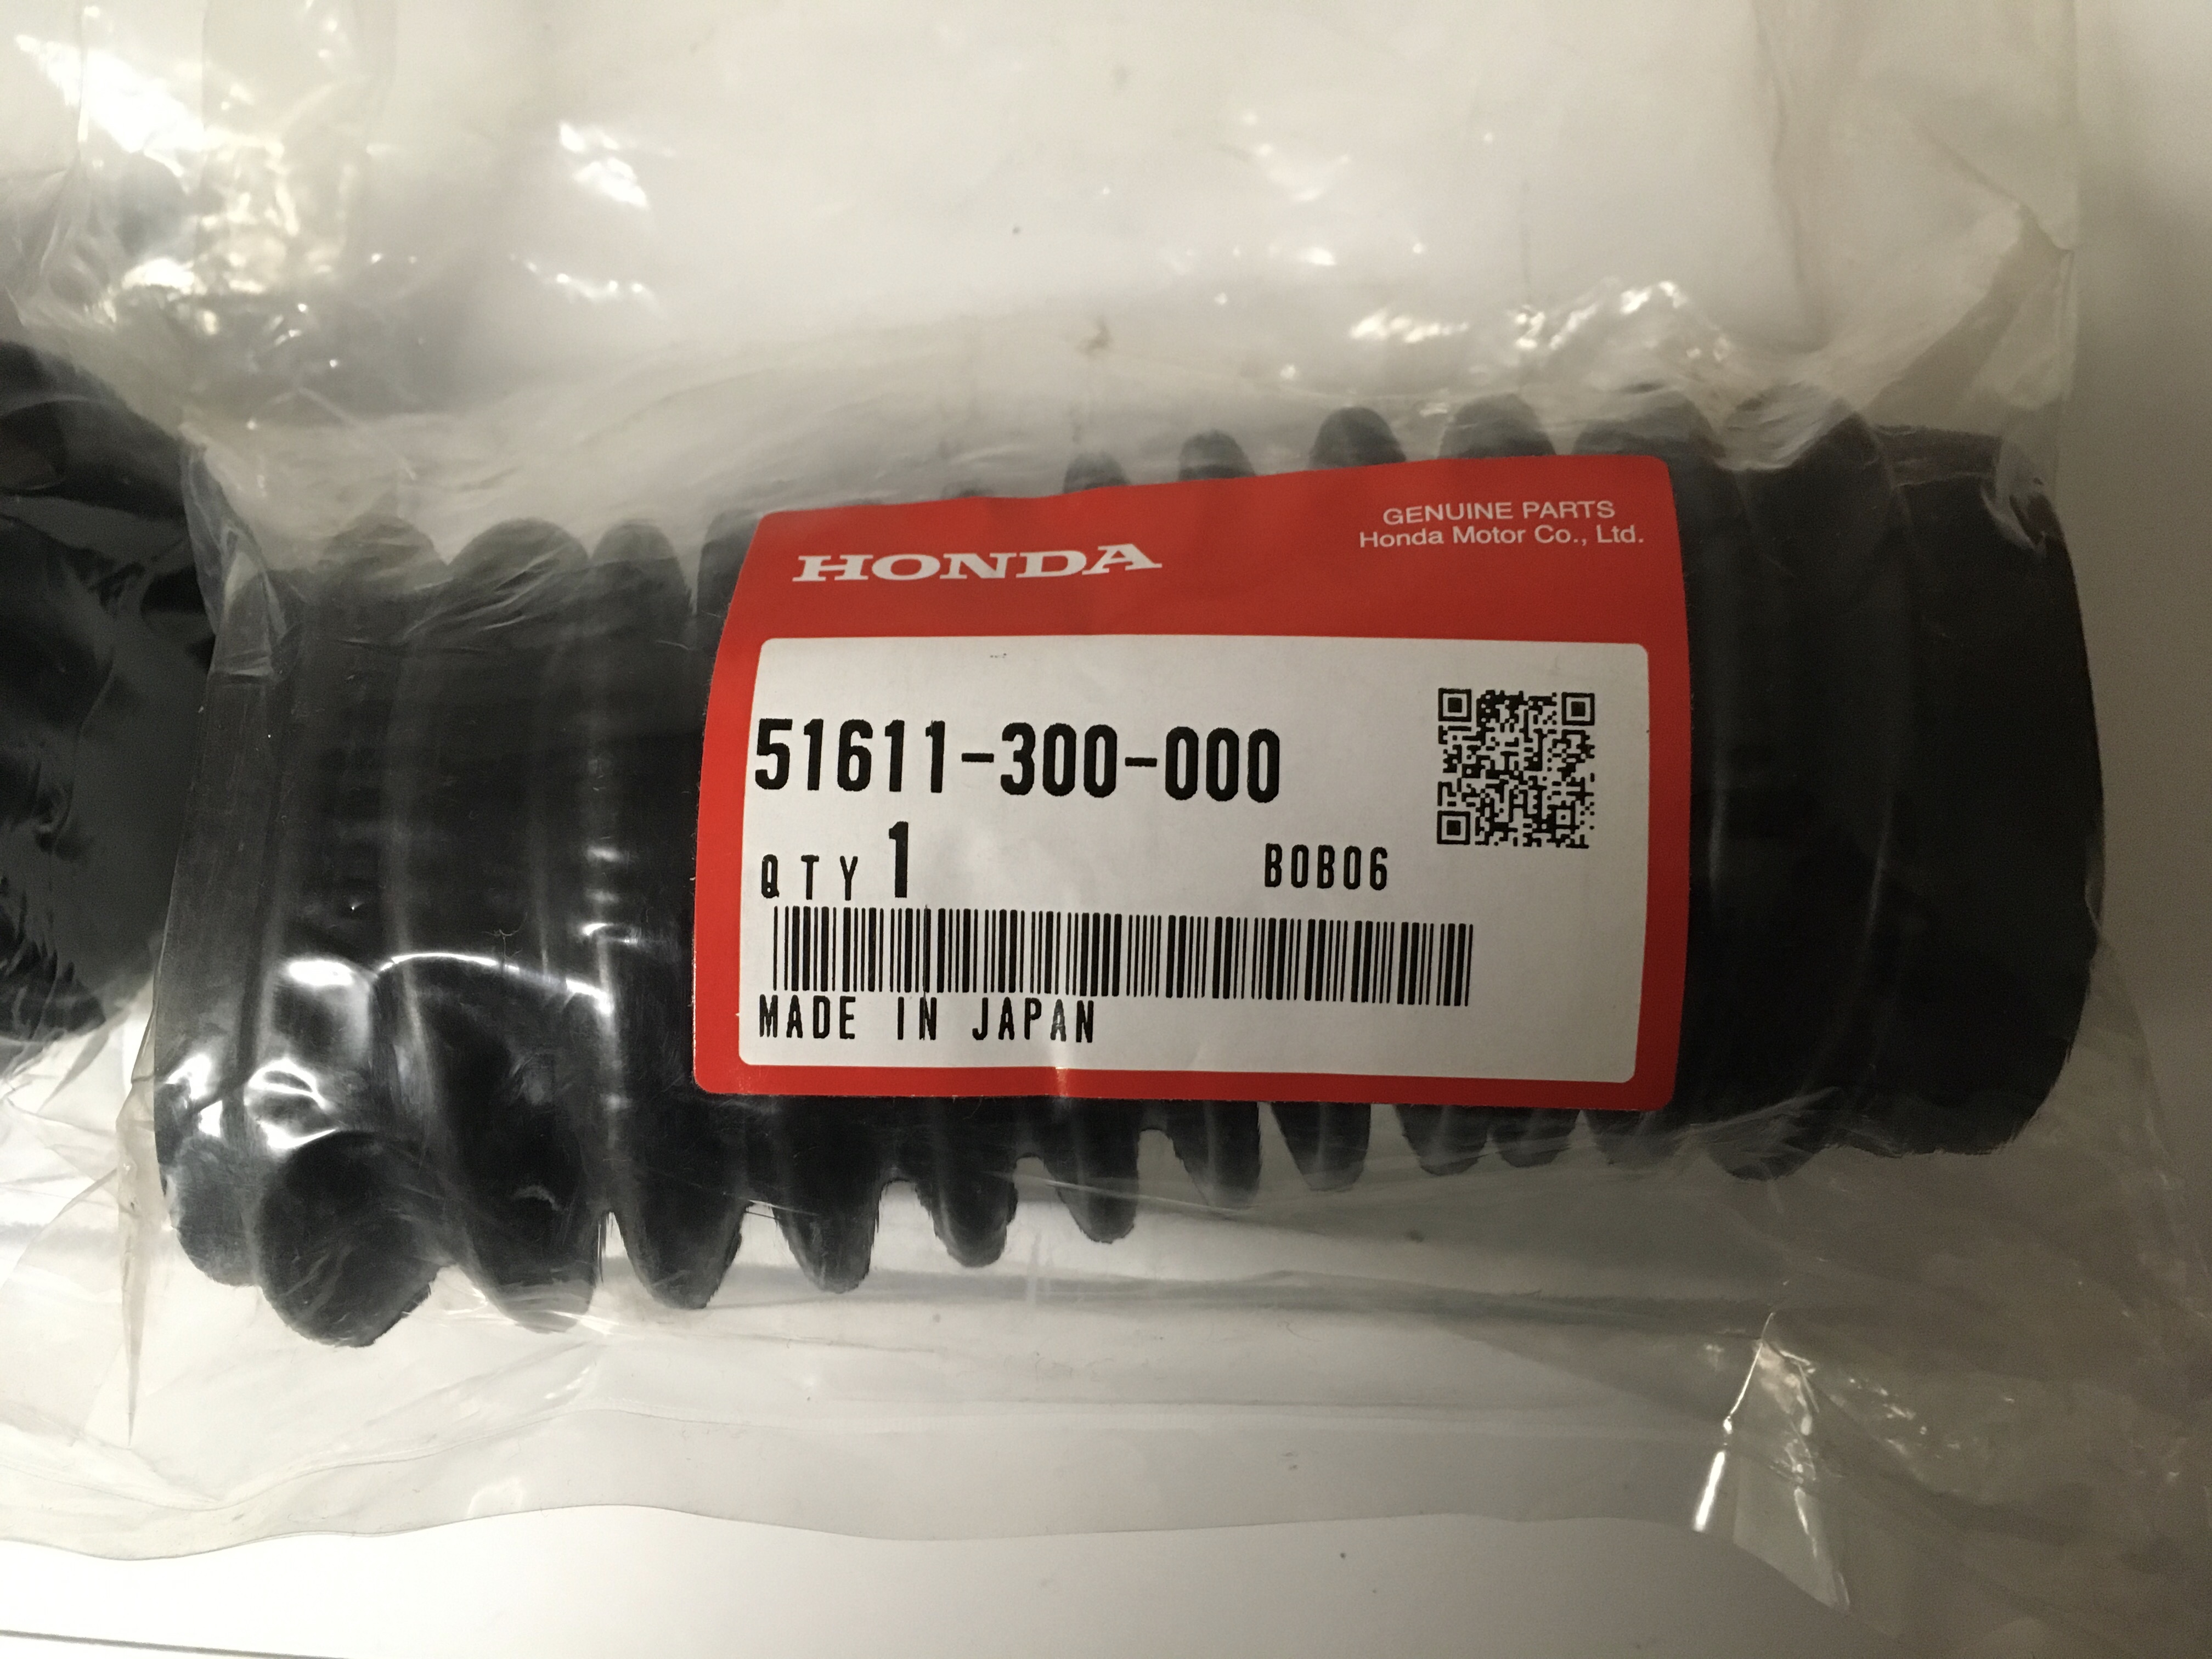 HONDA
GENUINE PARTS
Honda Motor Co., Ltd.
51611-300-000
QTY 1
B0B06
MADE IN JAPAN